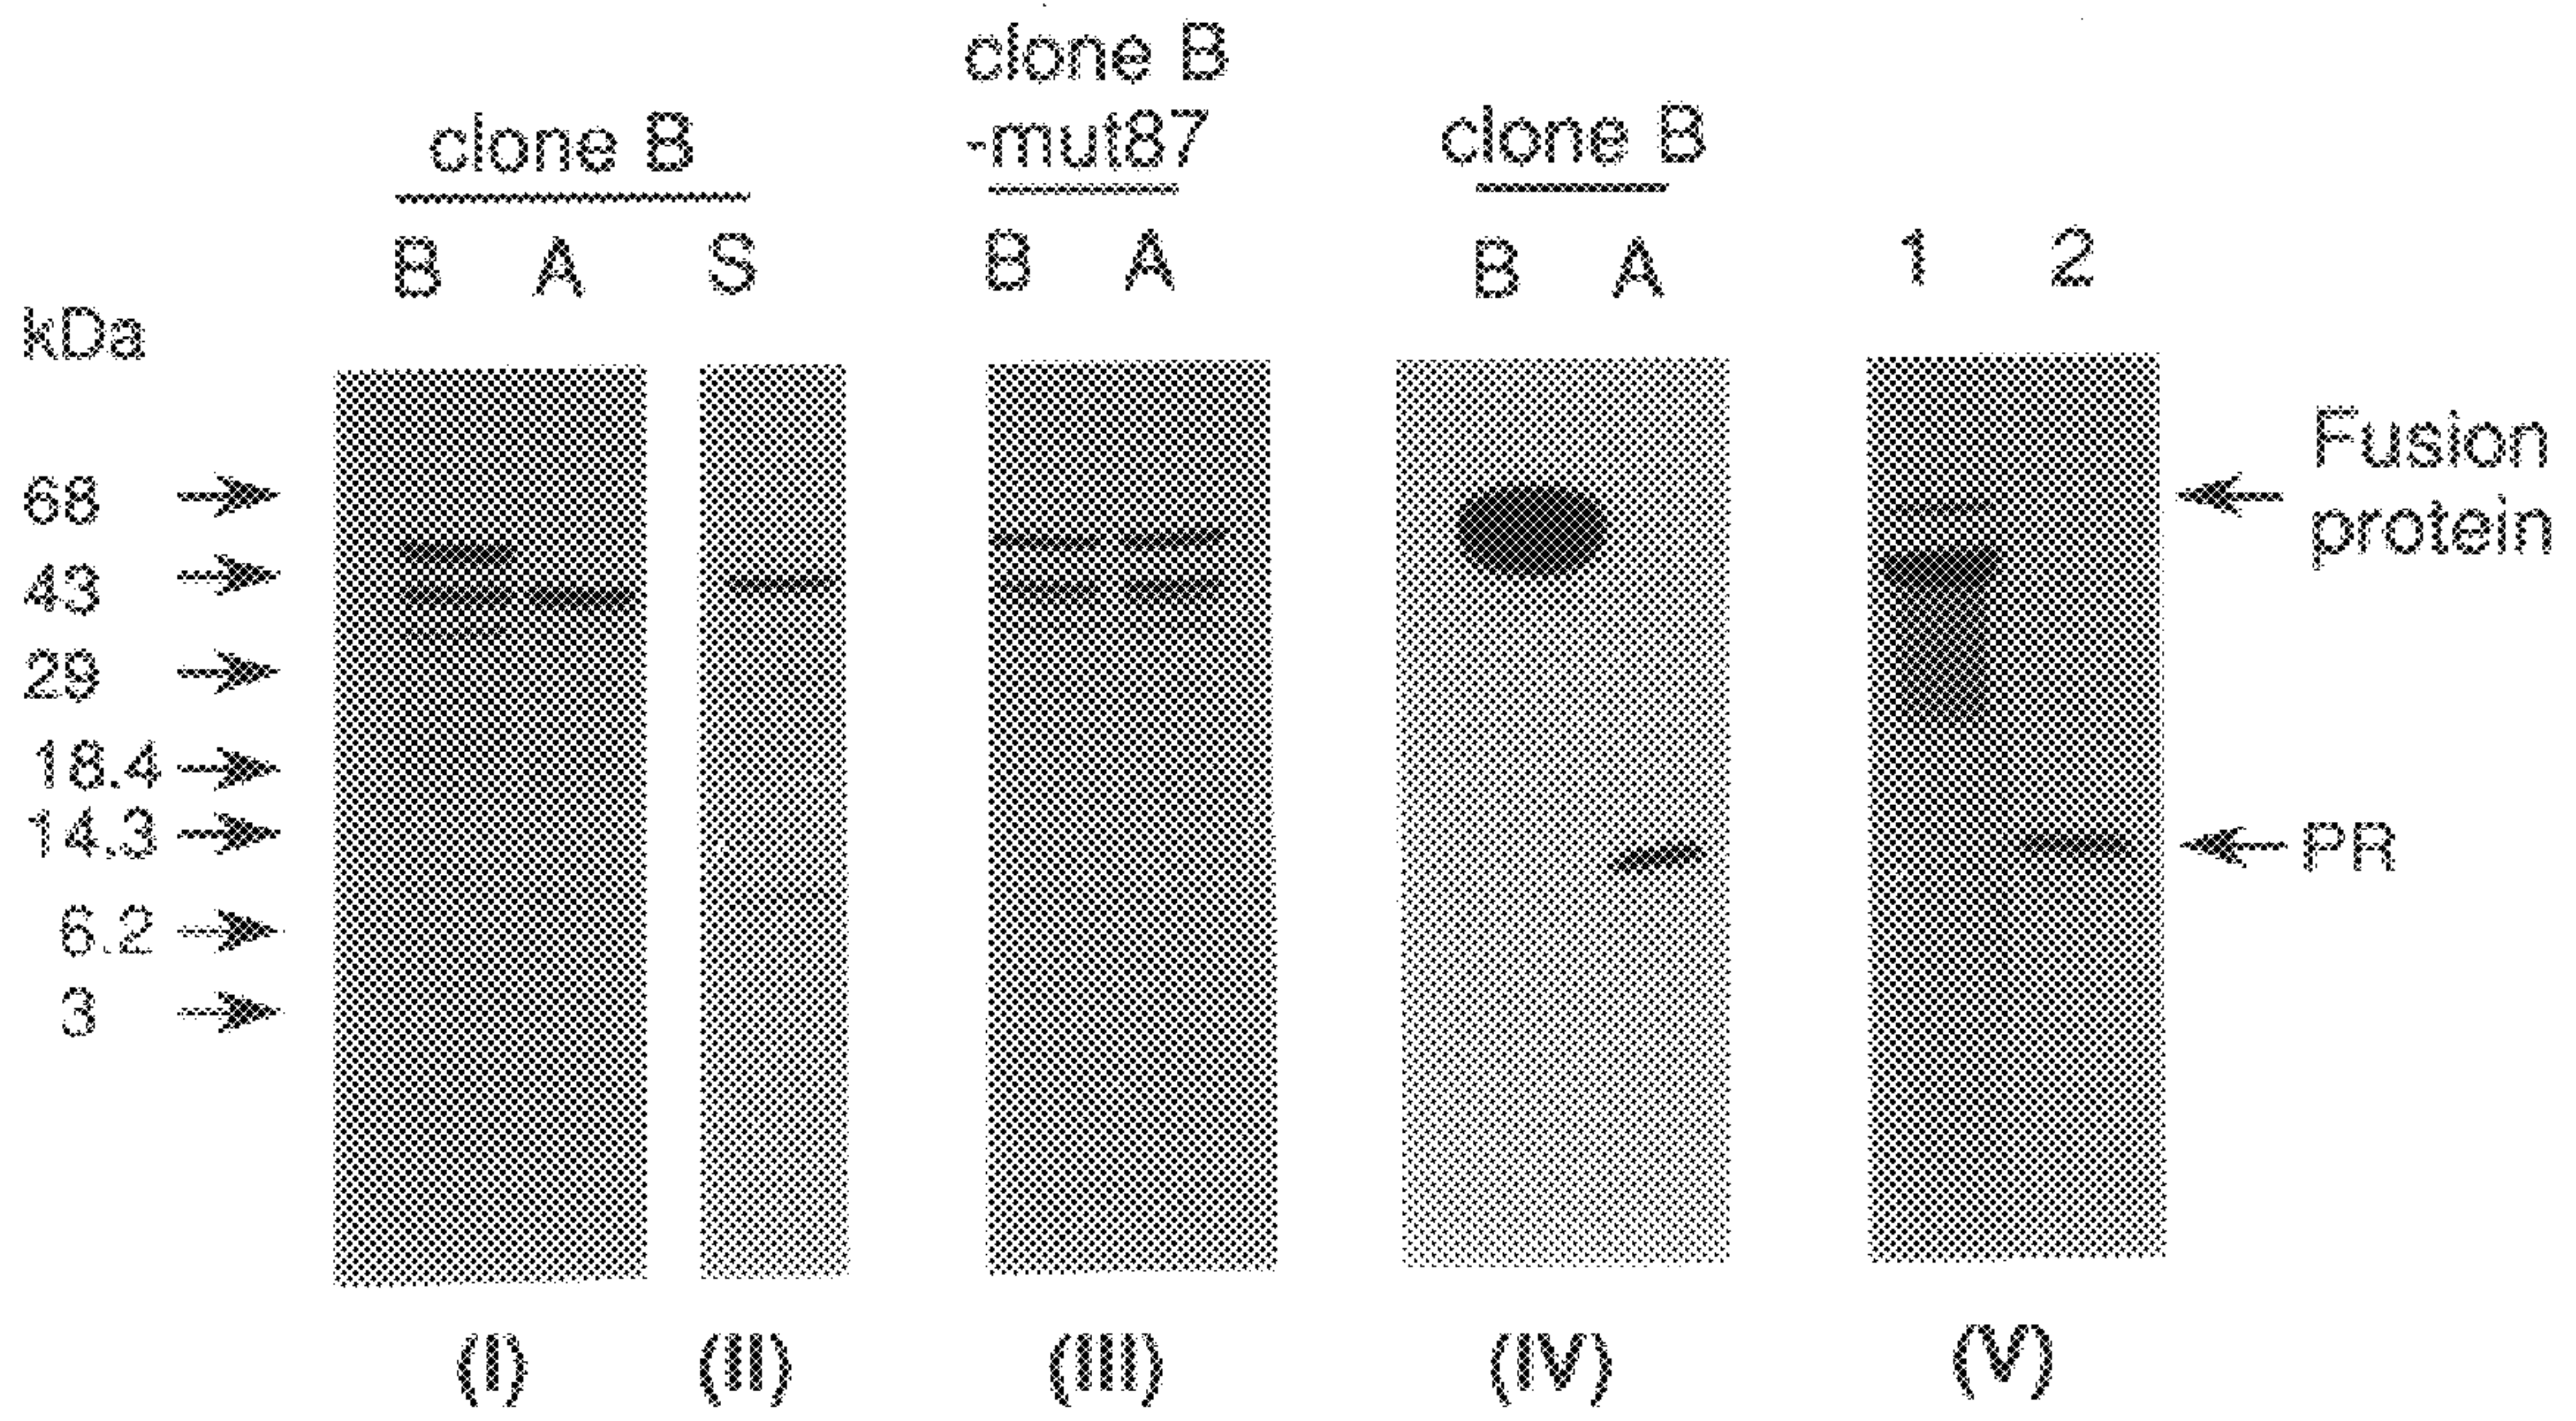 clone B
-mut87
clone B
clone B
B A S
B A
B A
1 2
kDa
Fusion
protein
68
43
29
18.4
14.3
PR
6.2
3
(I)
(II)
(III)
(IV)
(V)